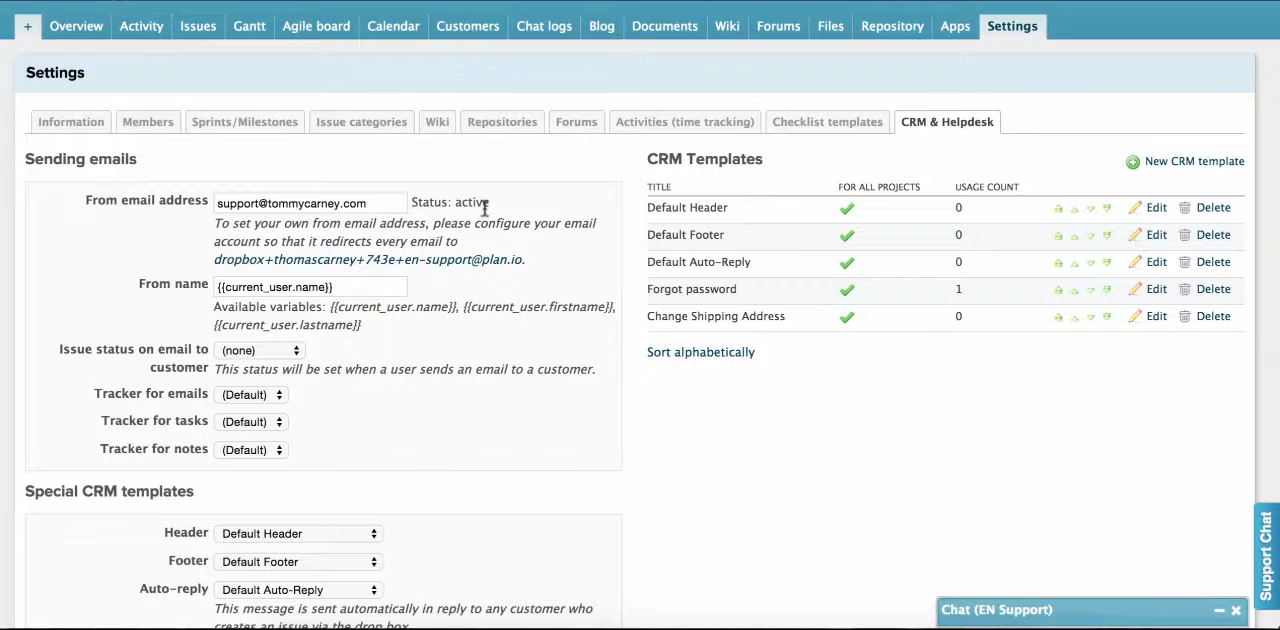 + Overview Activity Issues Gantt Agile board Calendar Customers Chat logs Blog Documents Wiki Forums Files Repository Apps Settings
Settings
Information Members Sprints/Milestones Issue categories Wiki Repositories Forums Activities (time tracking) Checklist templates CRM & Helpdesk
Sending emails
From email address support@tommycarney.com Status: active
To set your own from email address, please configure your email
account so that it redirects every email to
dropbox+thomascarney+743e+en-support@plan.io.
From name {{current_user.name}}
Available variables: {{current_user.name}}, {{current_user.firstname}},
{{current_user.lastname}}
Issue status on email to (none)
customer This status will be set when a user sends an email to a customer.
Tracker for emails (Default)
Tracker for tasks (Default)
Tracker for notes (Default)
Special CRM templates
Header Default Header
Footer Default Footer
Auto-reply Default Auto-Reply
This message is sent automatically in reply to any customer who
creates an issue via the drop box.
CRM Templates New CRM template
TITLE FOR ALL PROJECTS USAGE COUNT
Default Header 0 Edit Delete
Default Footer 0 Edit Delete
Default Auto-Reply 0 Edit Delete
Forgot password 1 Edit Delete
Change Shipping Address 0 Edit Delete
Sort alphabetically
Support Chat
Chat (EN Support)